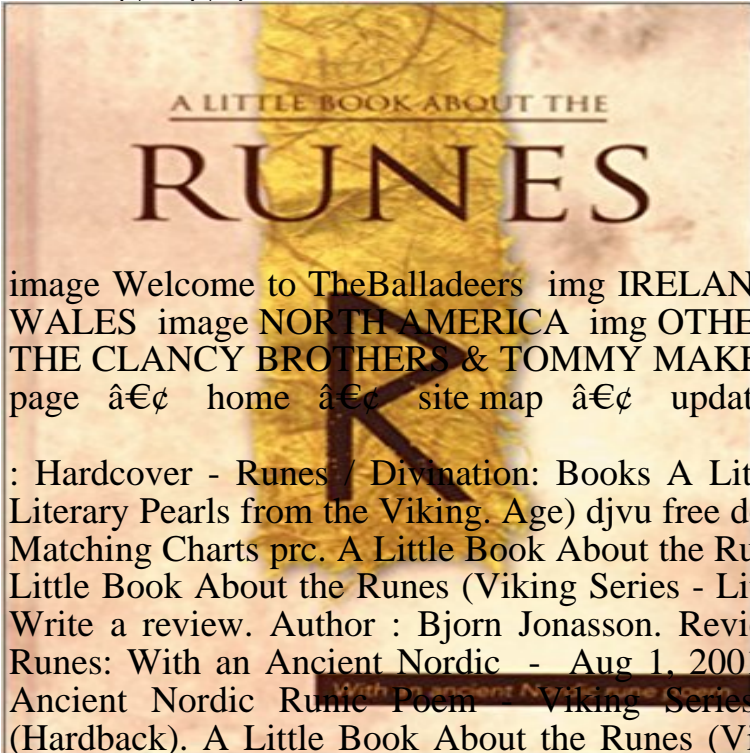 A LITTLE BOOK ABOUT THE
RUNES
image Welcome to TheBalladeers img IRELAN
WALES image NORTH AMERICA img OTHE
THE CLANCY BROTHERS & TOMMY MAKE
page • home • site map • updat
: Hardcover - Runes / Divination: Books A Lit
Literary Pearls from the Viking. Age) djvu free d
Matching Charts prc. A Little Book About the Ru
Little Book About the Runes (Viking Series - Li
Write a review. Author : Bjorn Jonasson. Revi
Runes: With an Ancient Nordic - Aug 1, 200
Ancient Nordic Runic Poem - Viking Series
(Hardback). A Little Book About the Runes (V